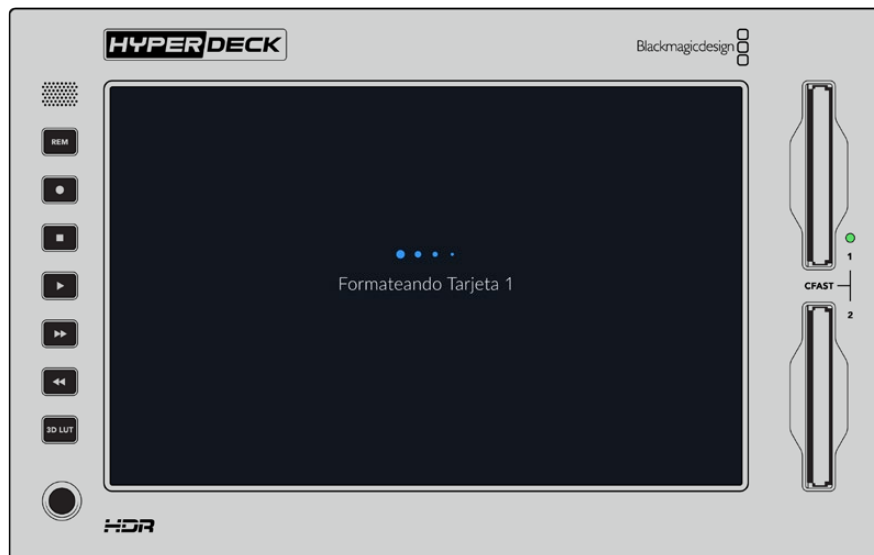 HYPERDECK
Blackmagicdesign
REM
Formateando Tarjeta 1
1
CFAST
2
3D LUT
HDR